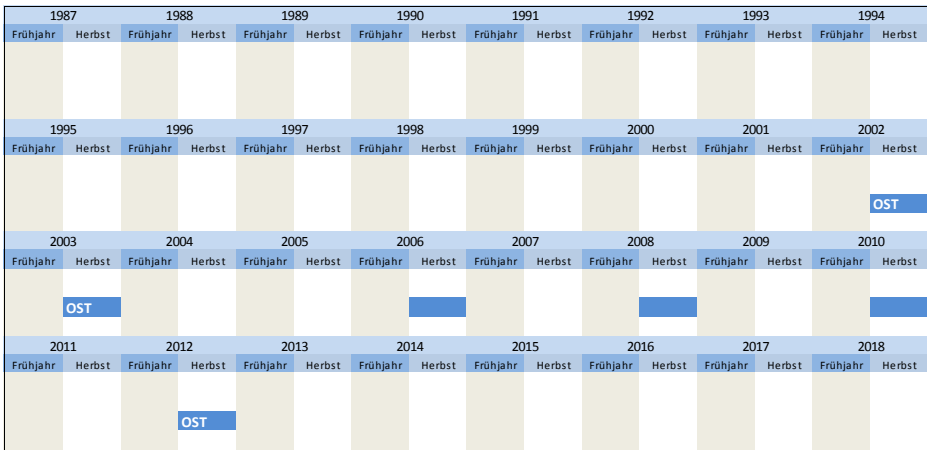 1987 1988 1989 1990 1991 1992 1993 1994
Frühjahr Herbst Frühjahr Herbst Frühjahr Herbst Frühjahr Herbst Frühjahr Herbst Frühjahr Herbst Frühjahr Herbst Frühjahr Herbst
1995 1996 1997 1998 1999 2000 2001 2002
Frühjahr Herbst Frühjahr Herbst Frühjahr Herbst Frühjahr Herbst Frühjahr Herbst Frühjahr Herbst Frühjahr Herbst Frühjahr Herbst
OST
2003 2004 2005 2006 2007 2008 2009 2010
Frühjahr Herbst Frühjahr Herbst Frühjahr Herbst Frühjahr Herbst Frühjahr Herbst Frühjahr Herbst Frühjahr Herbst Frühjahr Herbst
OST
2011 2012 2013 2014 2015 2016 2017 2018
Frühjahr Herbst Frühjahr Herbst Frühjahr Herbst Frühjahr Herbst Frühjahr Herbst Frühjahr Herbst Frühjahr Herbst Frühjahr Herbst
OST